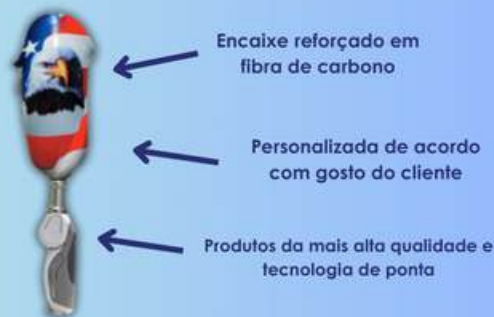 Encaixe reforçado em
fibra de carbono
Personalizada de acordo
com gosto do cliente
Produtos da mais alta qualidade e
tecnologia de ponta